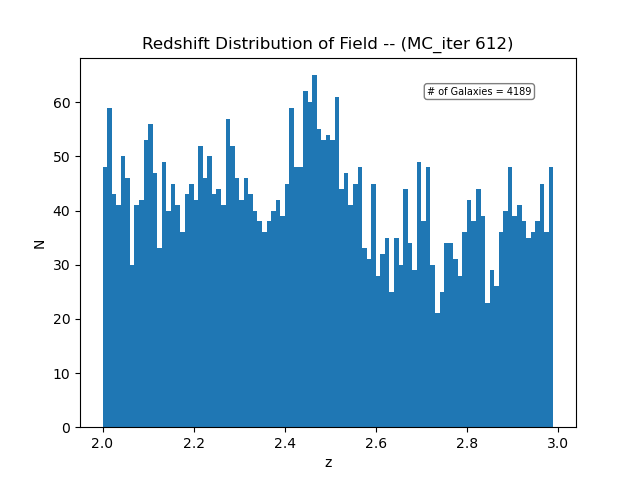 Redshift Distribution of Field -- (MC_iter 612)
# of Galaxies = 4189
60
50
40
30
20
10
0
N
2.0 2.2 2.4 2.6 2.8 3.0
z